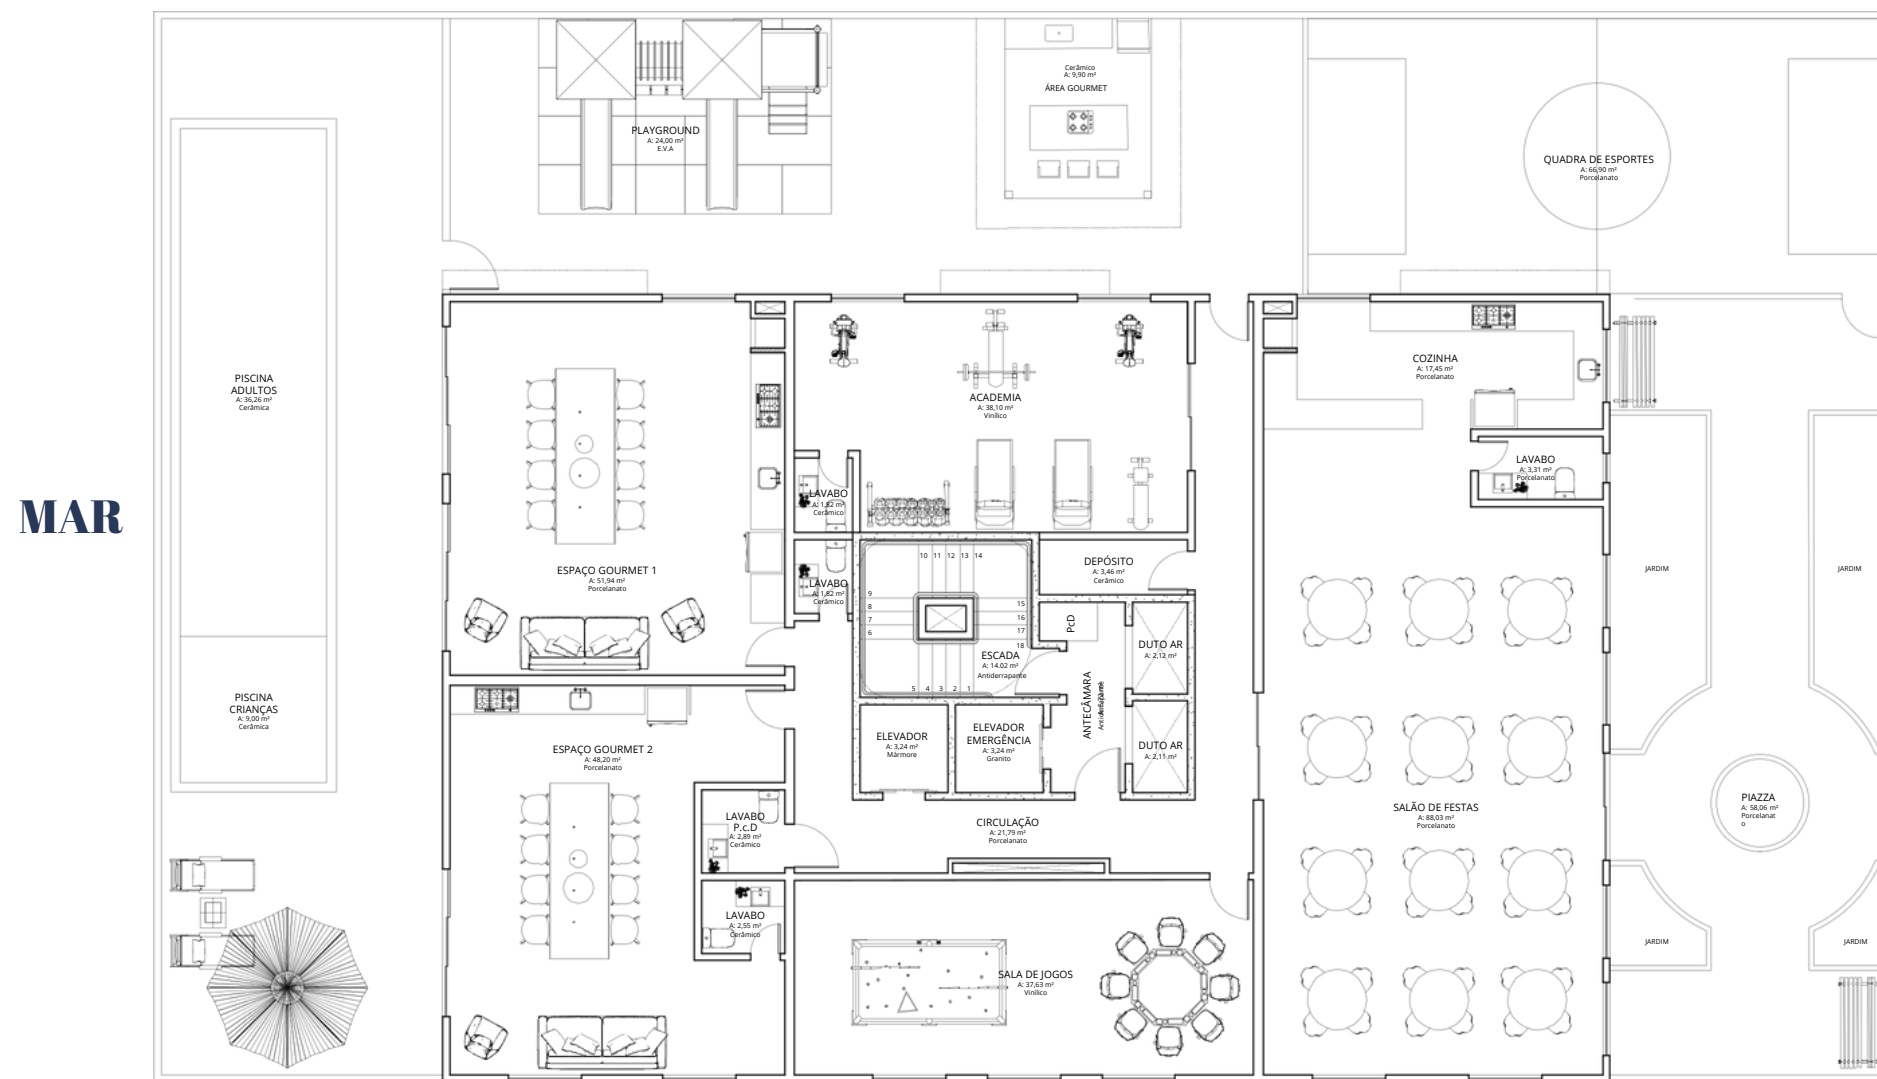 MAR
PLAYGROUND
A: 24,00 m²
E.V.A
Cerâmico
A: 9,90 m²
ÁREA GOURMET
QUADRA DE ESPORTES
A: 66,90 m²
Porcelanato
PISCINA
ADULTOS
A: 36,26 m²
Cerâmica
PISCINA
CRIANÇAS
A: 9,00 m²
Cerâmica
ESPAÇO GOURMET 1
A: 51,94 m²
Porcelanato
ACADEMIA
A: 38,10 m²
Vinílico
LAVABO
A: 1,82 m²
Cerâmico
LAVABO
A: 1,82 m²
Cerâmico
COZINHA
A: 17,45 m²
Porcelanato
LAVABO
A: 3,31 m²
Porcelanato
10 11 12 13 14
9
8
7
6
15
16
17
18
5 4 3 2 1
ESCADA
A: 14.02 m²
Antiderrapante
DEPÓSITO
A: 3,46 m²
Cerâmico
PcD
DUTO AR
A: 2,12 m²
ANTECÂMARA
DUTO AR
A: 2,11 m²
ELEVADOR
A: 3,24 m²
Mármore
ELEVADOR
EMERGÊNCIA
A: 3,24 m²
Granito
ESPAÇO GOURMET 2
A: 48,20 m²
Porcelanato
LAVABO
P.c.D
A: 2,89 m²
Cerâmico
LAVABO
A: 2,55 m²
Cerâmico
CIRCULAÇÃO
A: 21,79 m²
Porcelanato
SALA DE JOGOS
A: 37,63 m²
Vinílico
SALÃO DE FESTAS
A: 88,03 m²
Porcelanato
JARDIM
JARDIM
PIAZZA
A: 58,06 m²
Porcelanat
o
JARDIM
JARDIM